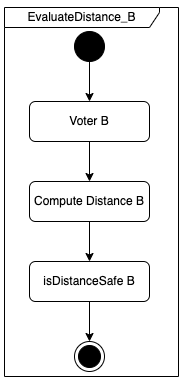 EvaluateDistance_B
Voter B
Compute Distance B
isDistanceSafe B